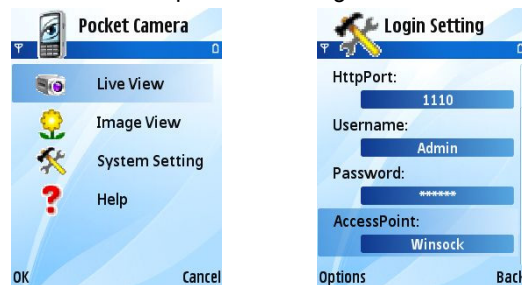 Pocket Camera
Live View
Image View
System Setting
Help
OK Cancel
Login Setting
HttpPort:
1110
Username:
Admin
Password:
******
AccessPoint:
Winsock
Options Back